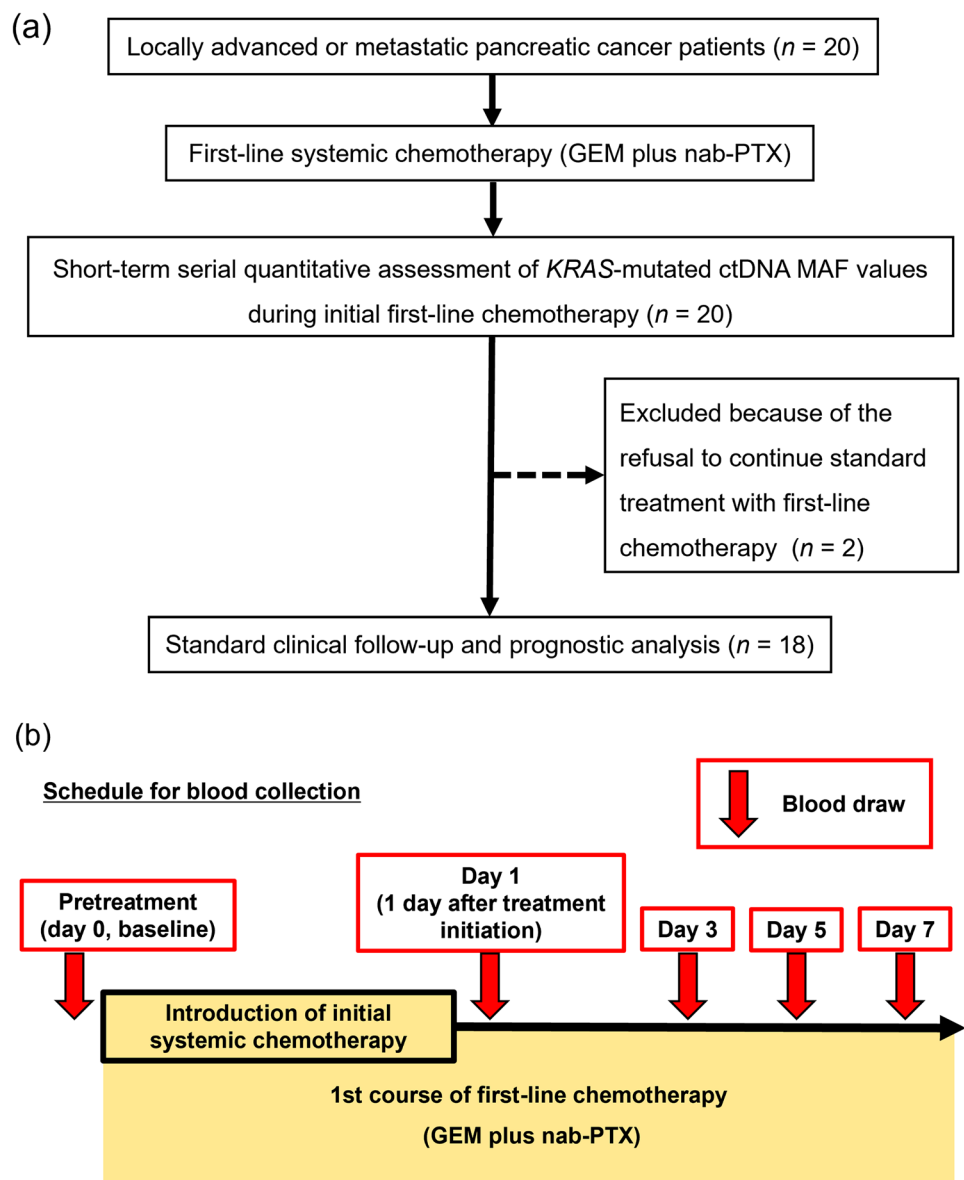 (a)
Locally advanced or metastatic pancreatic cancer patients (n = 20)
First-line systemic chemotherapy (GEM plus nab-PTX)
Short-term serial quantitative assessment of KRAS-mutated ctDNA MAF values
during initial first-line chemotherapy (n = 20)
Excluded because of the
refusal to continue standard
treatment with first-line
chemotherapy (n = 2)
Standard clinical follow-up and prognostic analysis (n = 18)
(b)
Schedule for blood collection
Blood draw
Pretreatment
(day 0, baseline)
Day 1
(1 day after treatment
initiation)
Day 3
Day 5
Day 7
Introduction of initial
systemic chemotherapy
1st course of first-line chemotherapy
(GEM plus nab-PTX)